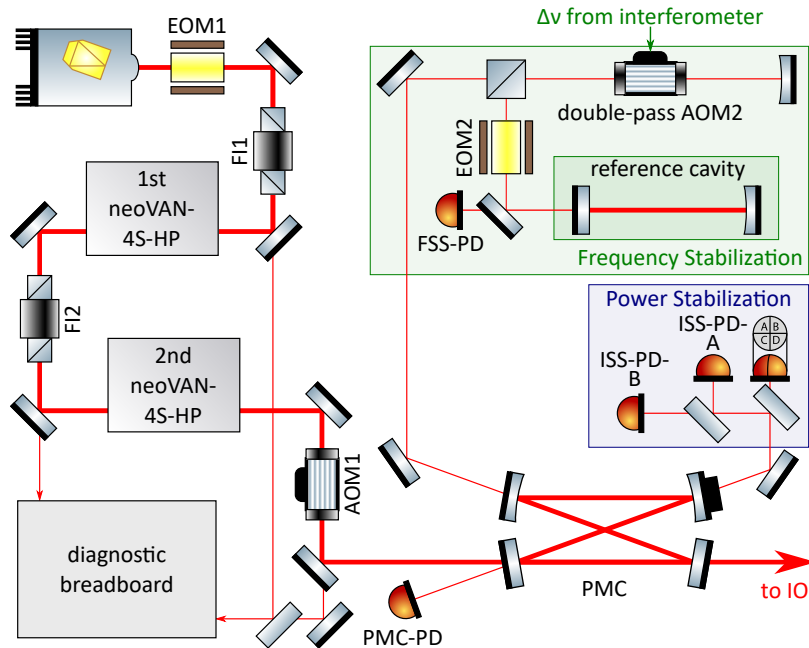 EOM1
Δν from interferometer
double-pass AOM2
EOM2
FI1
reference cavity
1st
neoVAN-
4S-HP
FSS-PD
Frequency Stabilization
FI2
Power Stabilization
ISS-PD-
A
A B
C D
ISS-PD-
B
2nd
neoVAN-
4S-HP
AOM1
diagnostic
breadboard
PMC
to IO
PMC-PD